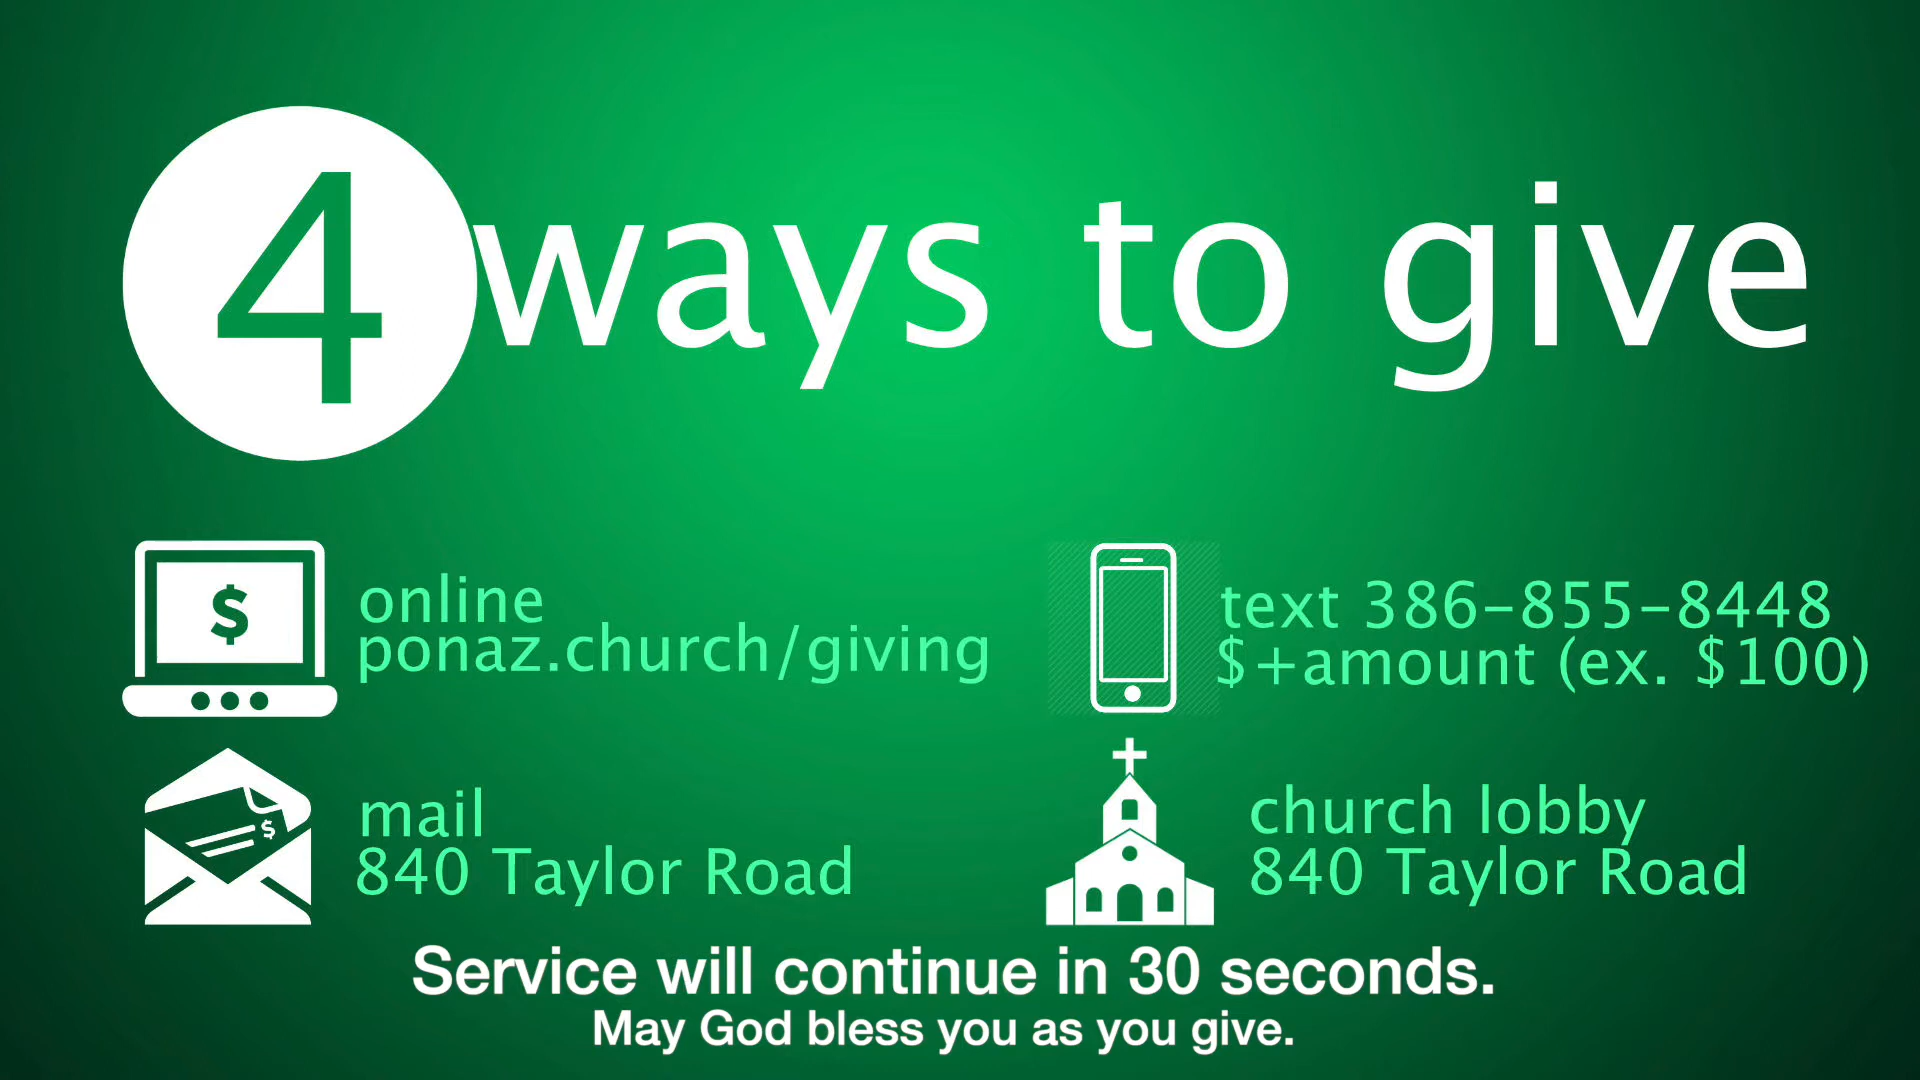 4 ways to give
$
online
ponaz.church/giving
text 386-855-8448
$+amount (ex. $100)
$
mail
840 Taylor Road
church lobby
840 Taylor Road
Service will continue in 30 seconds.
May God bless you as you give.